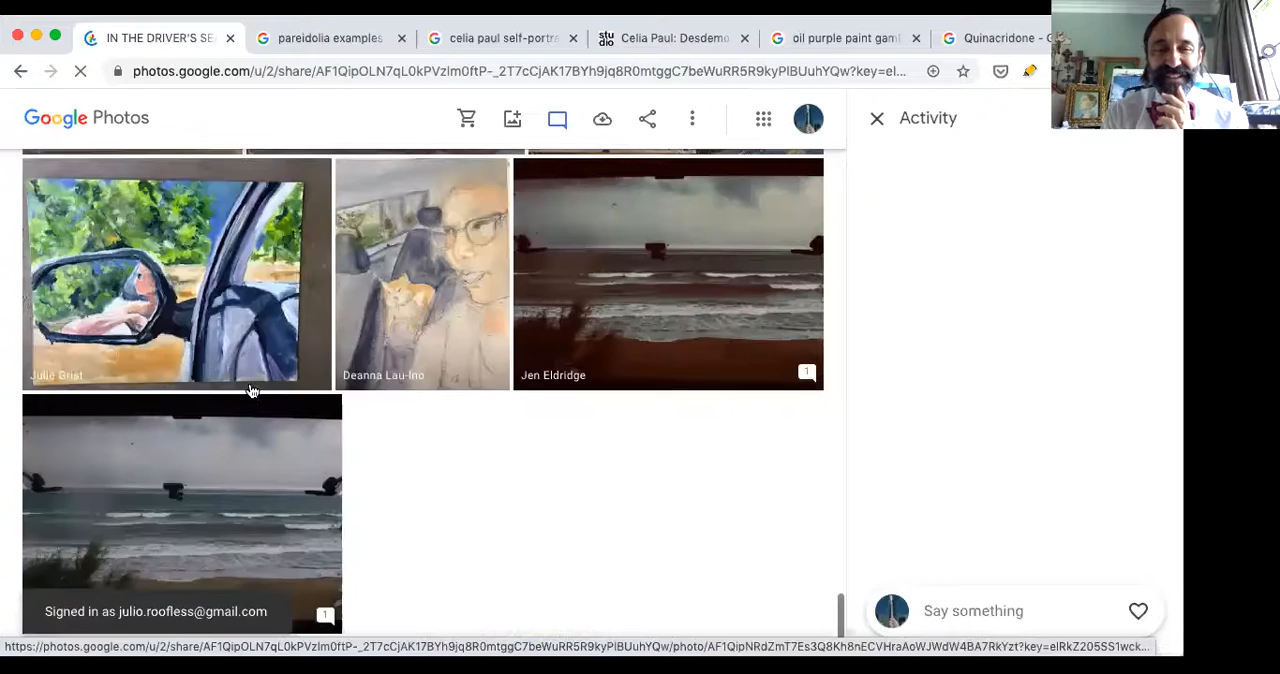 IN THE DRIVER'S SE
pareidolia examples
celia paul self-portra
stu
dio
Celia Paul: Desdemo
oil purple paint gaml
Quinacridone - G
photos.google.com/u/2/share/AF1QipOLN7qL0kPVzlm0ftP-_2T7cCjAK17BYh9jq8R0mtggC7beWuRR5R9kyPlBUuhYQw?key=el...
Google Photos
Activity
Julie Brist
Deanna Lau-Ino
Jen Eldridge
1
Signed in as julio.roofless@gmail.com
1
Say something
https://photos.google.com/u/2/share/AF1QipOLN7qL0kPVzlm0ftP-_2T7cCjAK17BYh9jq8R0mtggC7beWuRR5R9kyPlBUuhYQw/photo/AF1QipNRdZmT7Es3Q8Kh8nECVHraAoWJWdW4BA7RkYzt?key=elRkZ205SS1wck...